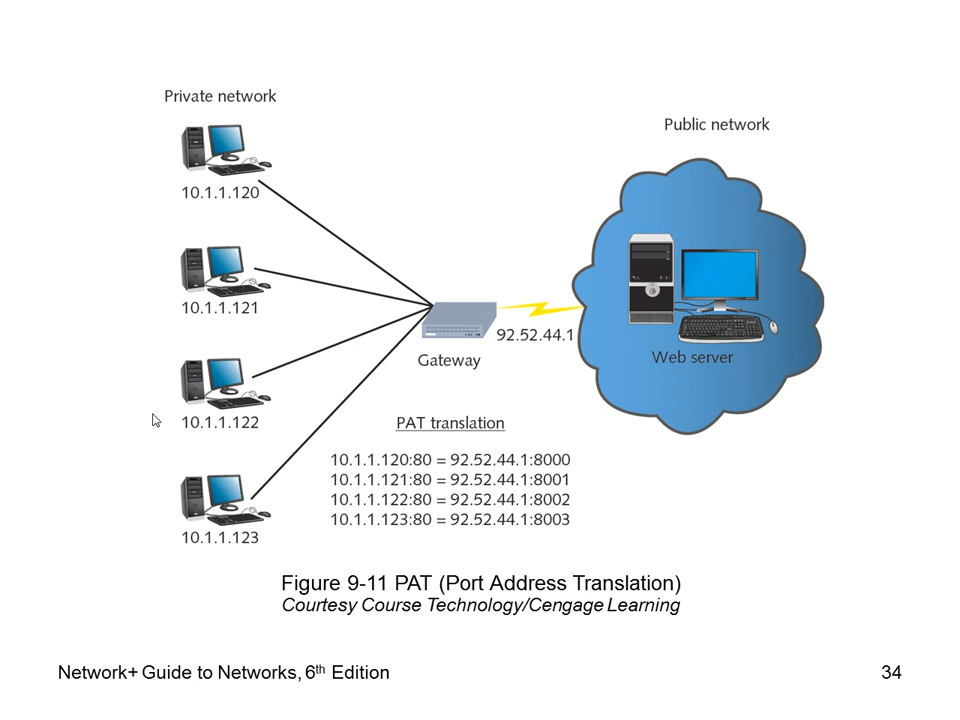 Private network
Public network
10.1.1.120
10.1.1.121
92.52.44.1
Gateway
Web server
10.1.1.122
PAT translation
10.1.1.120:80 = 92.52.44.1:8000
10.1.1.121:80 = 92.52.44.1:8001
10.1.1.122:80 = 92.52.44.1:8002
10.1.1.123:80 = 92.52.44.1:8003
10.1.1.123
Figure 9-11 PAT (Port Address Translation)
Courtesy Course Technology/Cengage Learning
Network+ Guide to Networks, 6th Edition
34